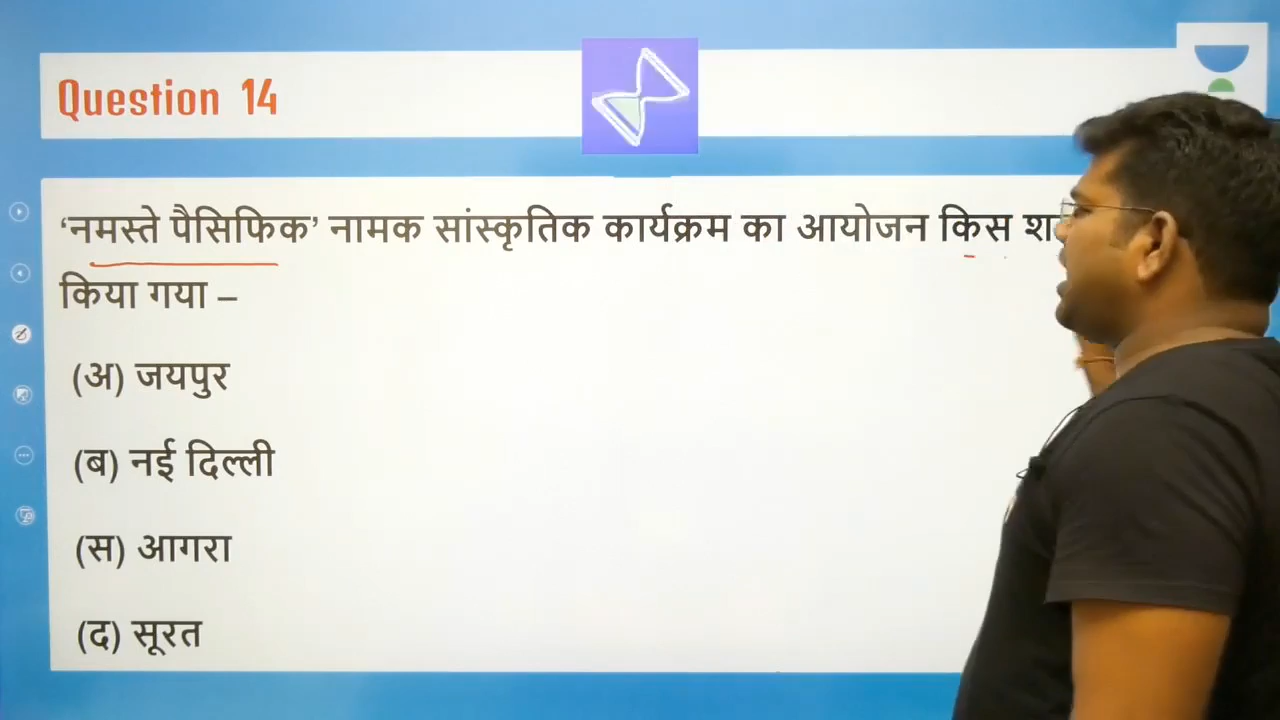 Question 14
‘नमस्ते पैसिफिक’ नामक सांस्कृतिक कार्यक्रम का आयोजन किस
किया गया –
(अ) जयपुर
(ब) नई दिल्ली
(स) आगरा
(द) सूरत